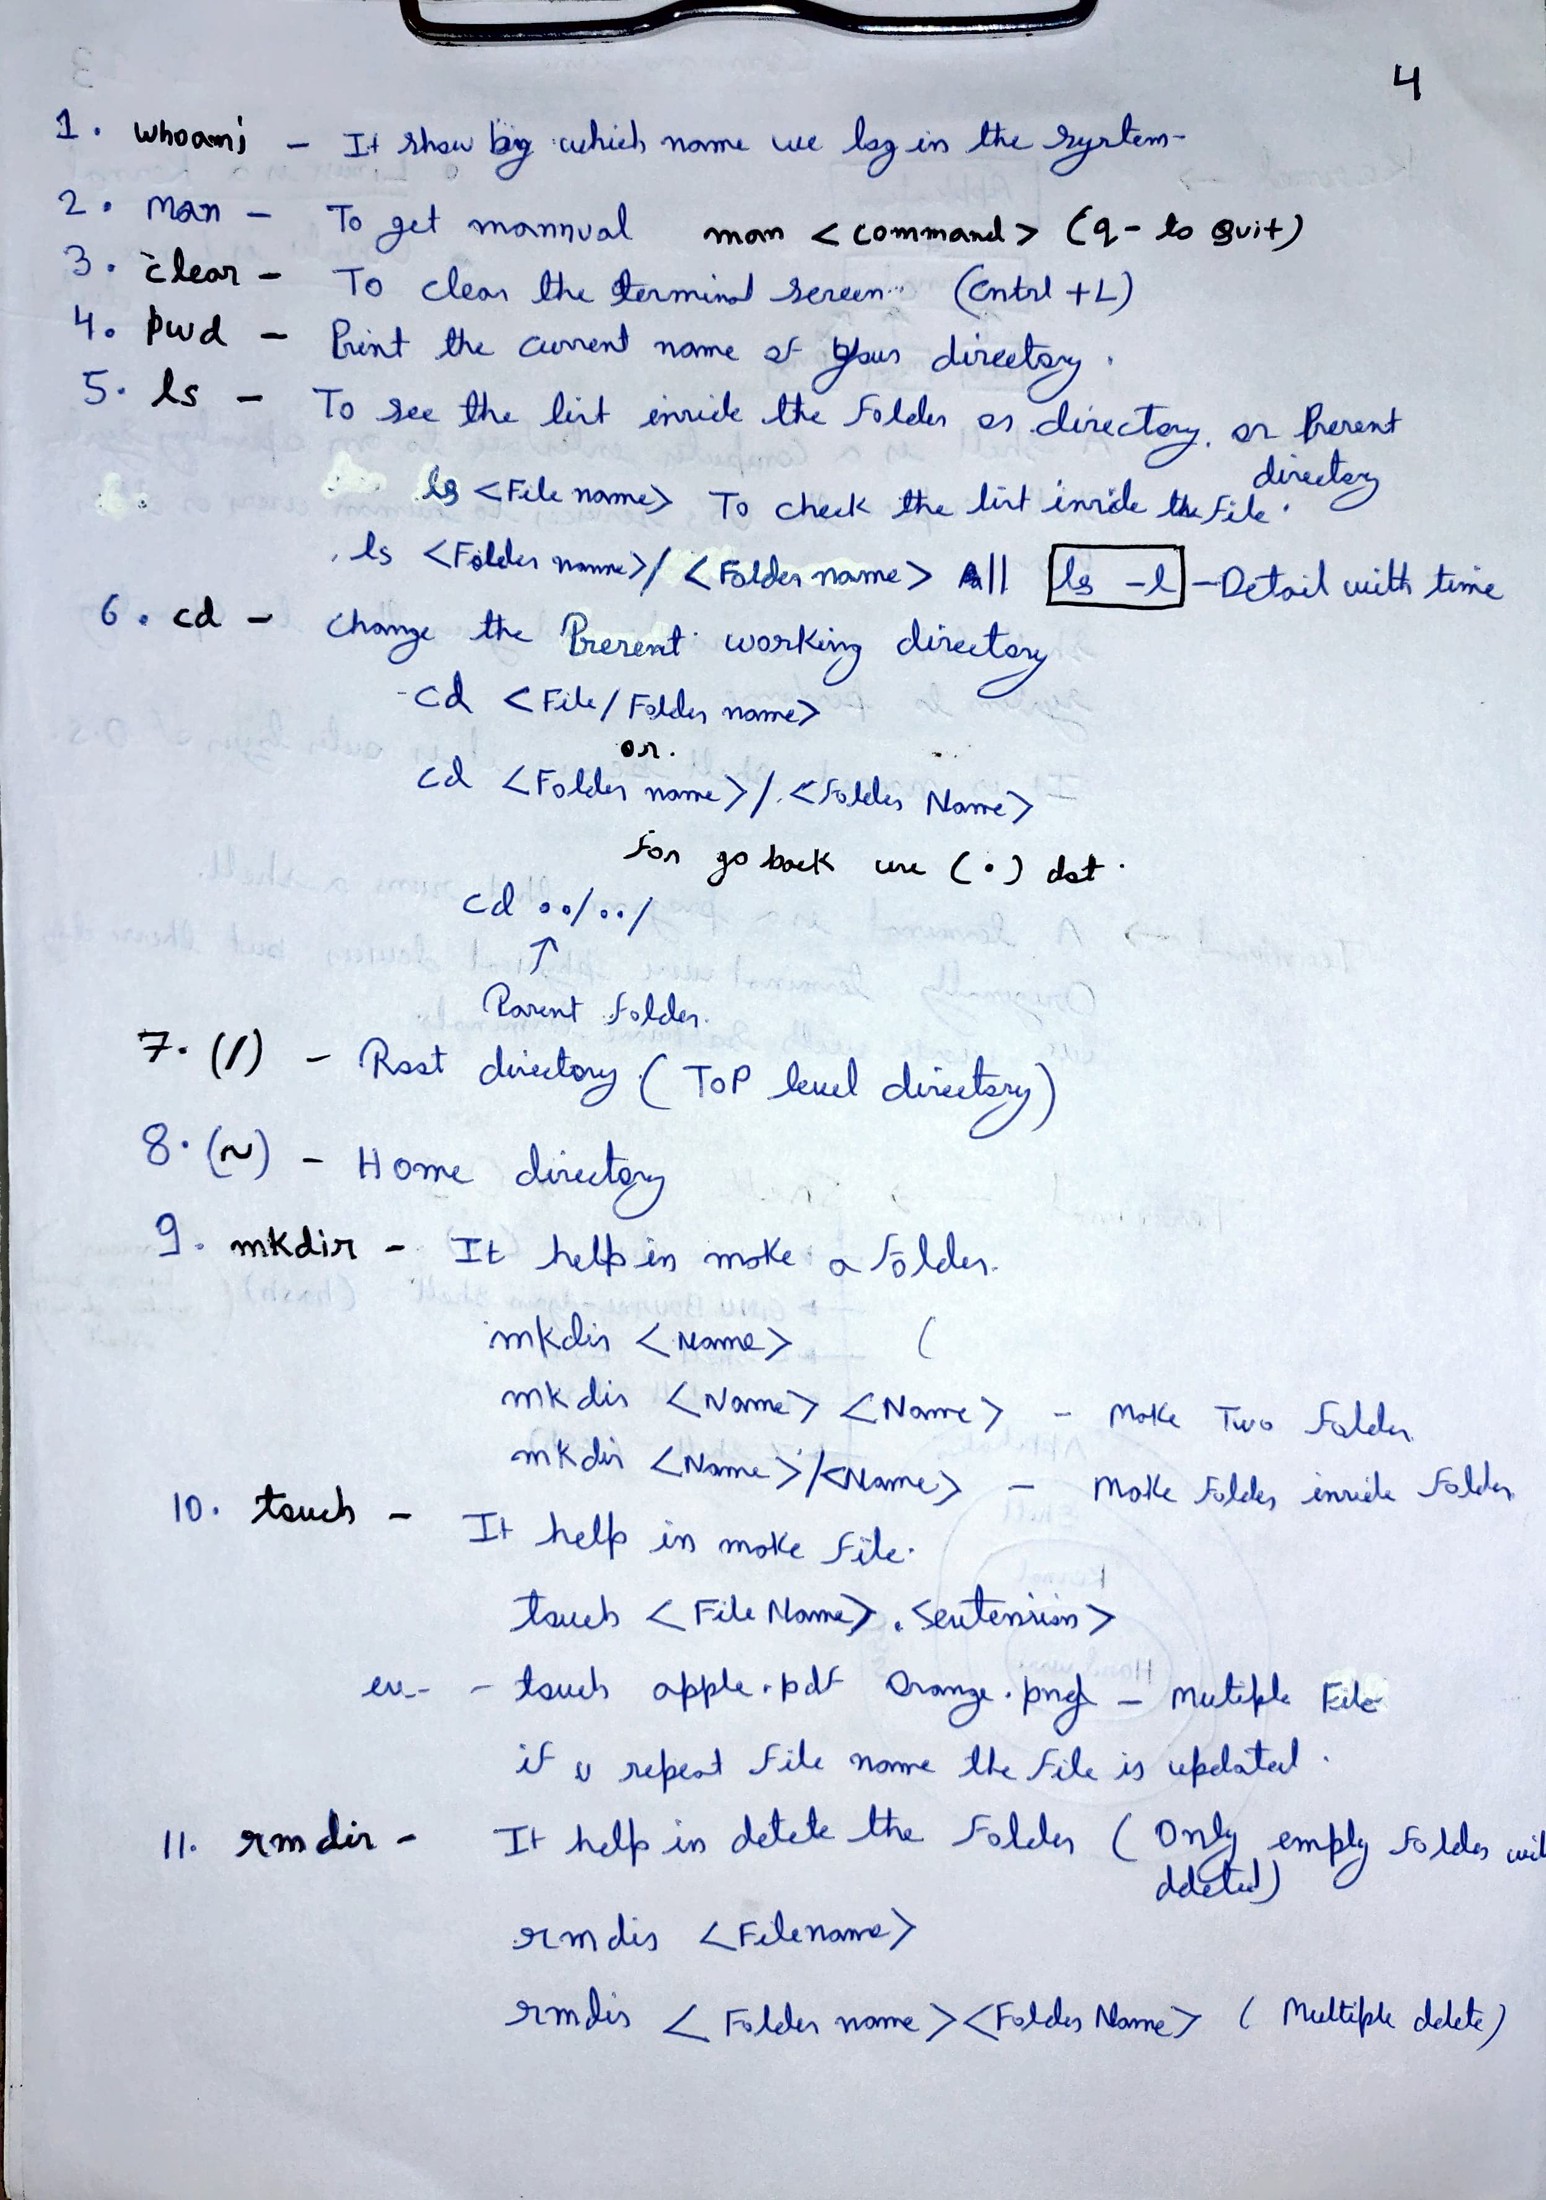 4
1. whoami - It show by which name we log in the system-
2. man - To get mannual man <command> (q - to quit)
3. clear - To clear the terminal screen (Cntrl +L)
4. pwd - Print the current name of your directory.
5. ls - To see the list inside the folder or directory. or Present directory
ls <File name> To check the list inside the file.
ls <Folder name>/<Folder name> All ls -l - Detail with time
6. cd - change the Present working directory
-cd <File/Folder name>
or.
cd <Folder name>/<Folder Name>
for go back use (.) dot.
cd ../../
↑
Parent folder.
7. (/) - Root directory (Top level directory)
8. (~) - Home directory
9. mkdir - It help in make a folder.
mkdir <Name> (
mkdir <Name> <Name> - Make Two folder
mkdir <Name>/<Name> - Make folder inside folder
10. touch - It help in make file.
touch <File Name>.<extension>
ex- - touch apple.pdf Orange.png - mutiple File
if u repeat file name the file is updated.
11. rmdir - It help in detete the folder (Only empty folder will deleted)
rmdir <Filename>
rmdir <Folder name><Folder Name> (Multiple delete)